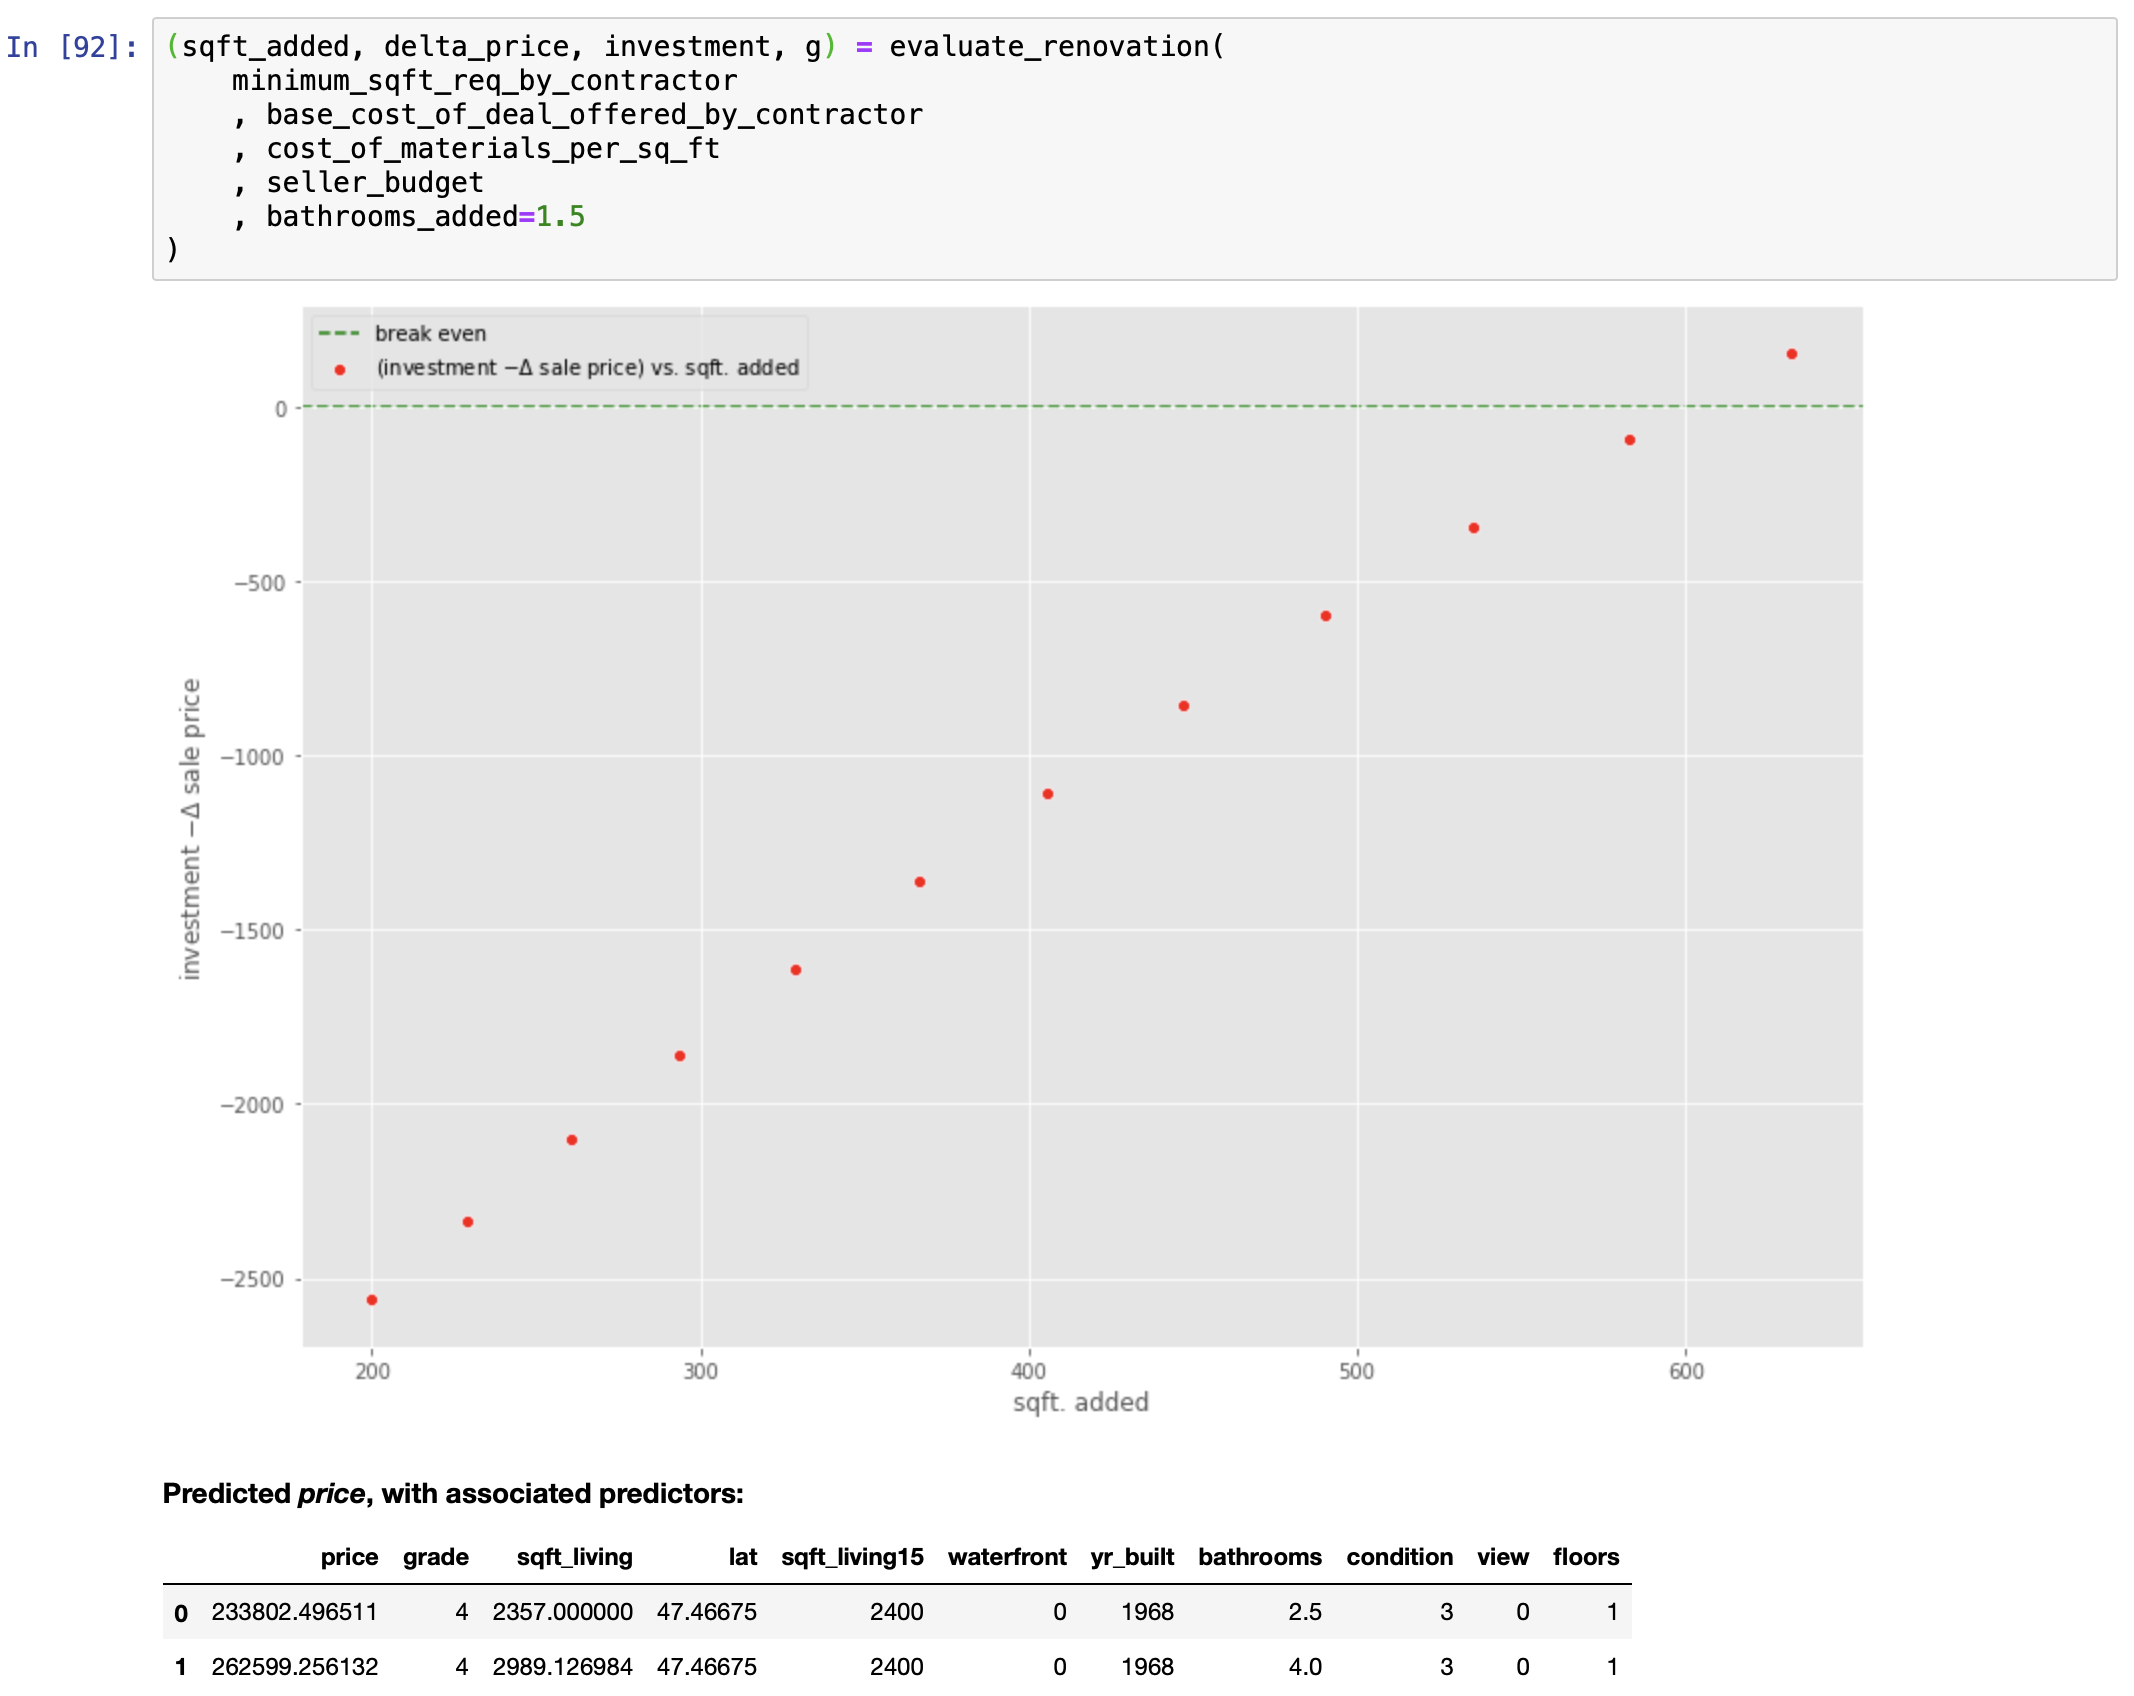 In [92]:
(sqft_added, delta_price, investment, g) = evaluate_renovation(
    minimum_sqft_req_by_contractor
    , base_cost_of_deal_offered_by_contractor
    , cost_of_materials_per_sq_ft
    , seller_budget
    , bathrooms_added=1.5
)
break even
(investment −Δ sale price) vs. sqft. added
0
−500
−1000
−1500
−2000
−2500
investment −Δ sale price
200 300 400 500 600
sqft. added
Predicted price, with associated predictors:
price grade sqft_living lat sqft_living15 waterfront yr_built bathrooms condition view floors
0 233802.496511 4 2357.000000 47.46675 2400 0 1968 2.5 3 0 1
1 262599.256132 4 2989.126984 47.46675 2400 0 1968 4.0 3 0 1